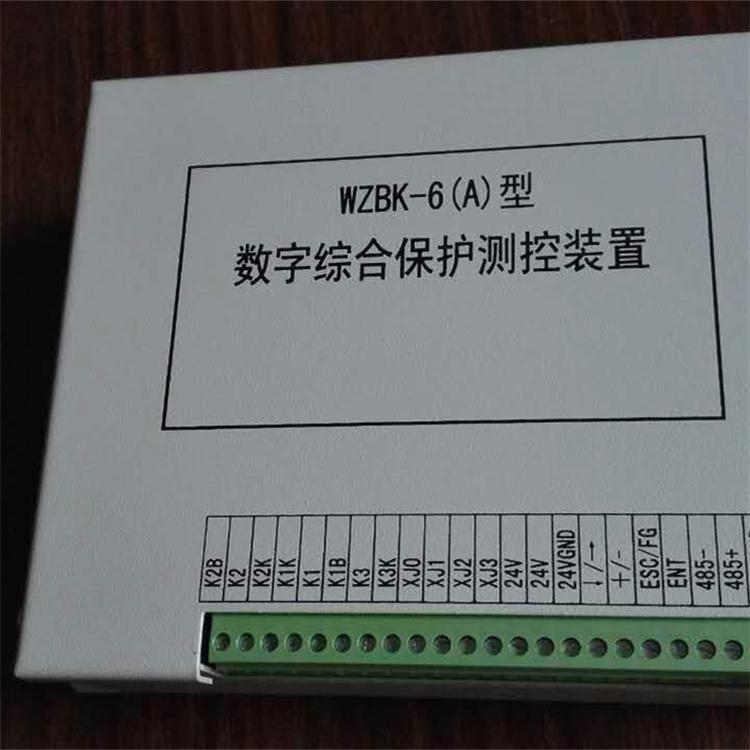 WZBK-6(A)型
数字综合保护测控装置
K2B K2 K2K K1K K1 K1B K3 K3K XJ0 XJ1 XJ2 XJ3 24V 24V 24VGND ↓/→ +/- ESC/FG ENT 485- 485+